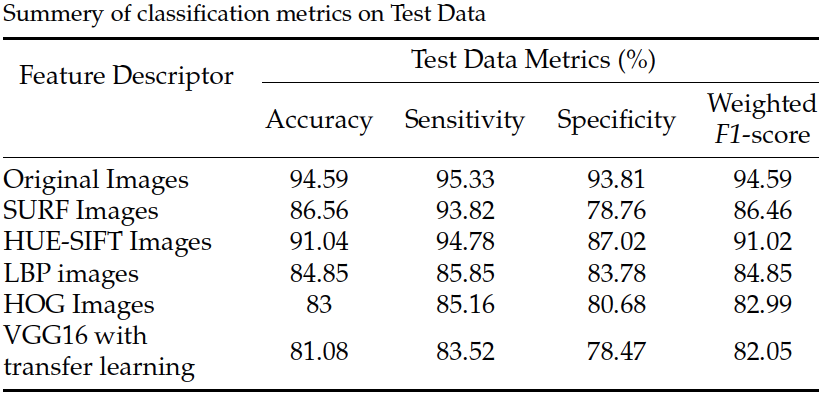 Summery of classification metrics on Test Data
Feature Descriptor Test Data Metrics (%)
Accuracy Sensitivity Specificity Weighted F1-score
Original Images 94.59 95.33 93.81 94.59
SURF Images 86.56 93.82 78.76 86.46
HUE-SIFT Images 91.04 94.78 87.02 91.02
LBP images 84.85 85.85 83.78 84.85
HOG Images 83 85.16 80.68 82.99
VGG16 with
transfer learning 81.08 83.52 78.47 82.05